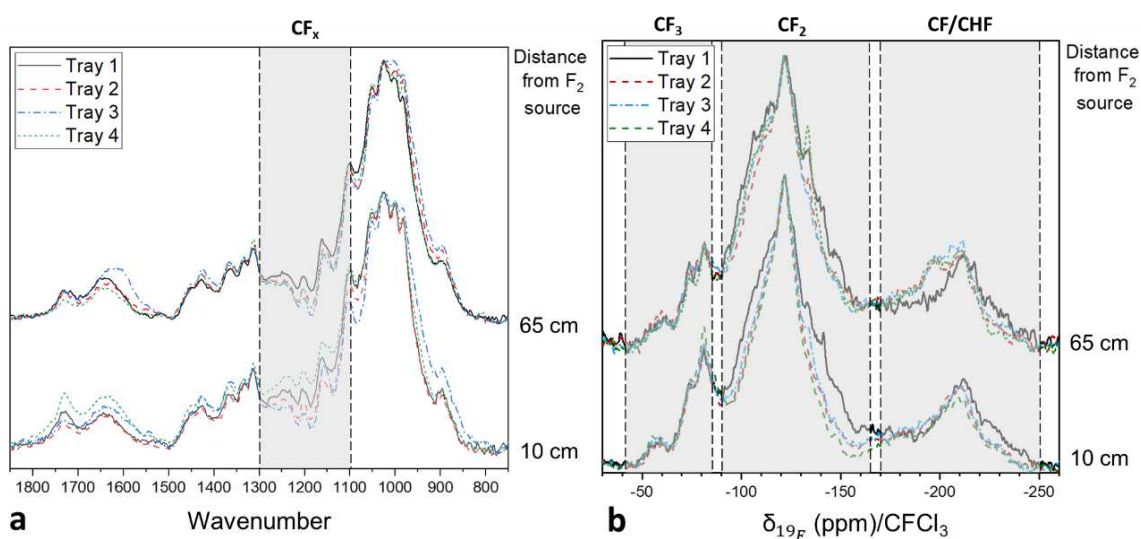 CFₓ
Tray 1
Tray 2
Tray 3
Tray 4
Distance
from F₂
source
65 cm
10 cm
1800 1700 1600 1500 1400 1300 1200 1100 1000 900 800
a
Wavenumber
CF₃ CF₂ CF/CHF
Tray 1
Tray 2
Tray 3
Tray 4
Distance
from F₂
source
65 cm
10 cm
-50 -100 -150 -200 -250
b
δ₁₉F (ppm)/CFCl₃